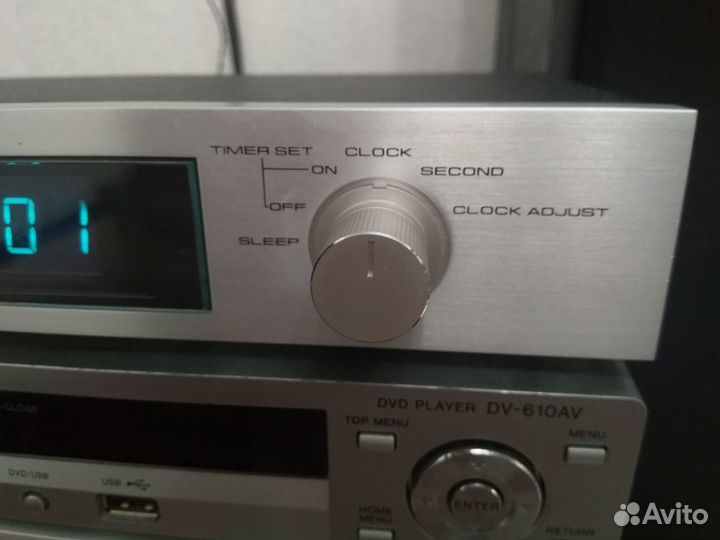 TIMER SET
ON
OFF
SLEEP
CLOCK
SECOND
CLOCK ADJUST
01
/CLOSE
DVD PLAYER DV-610AV
TOP MENU
MENU
DVD/USB
USB
ENTER
HOME MENU
RETURN
Avito